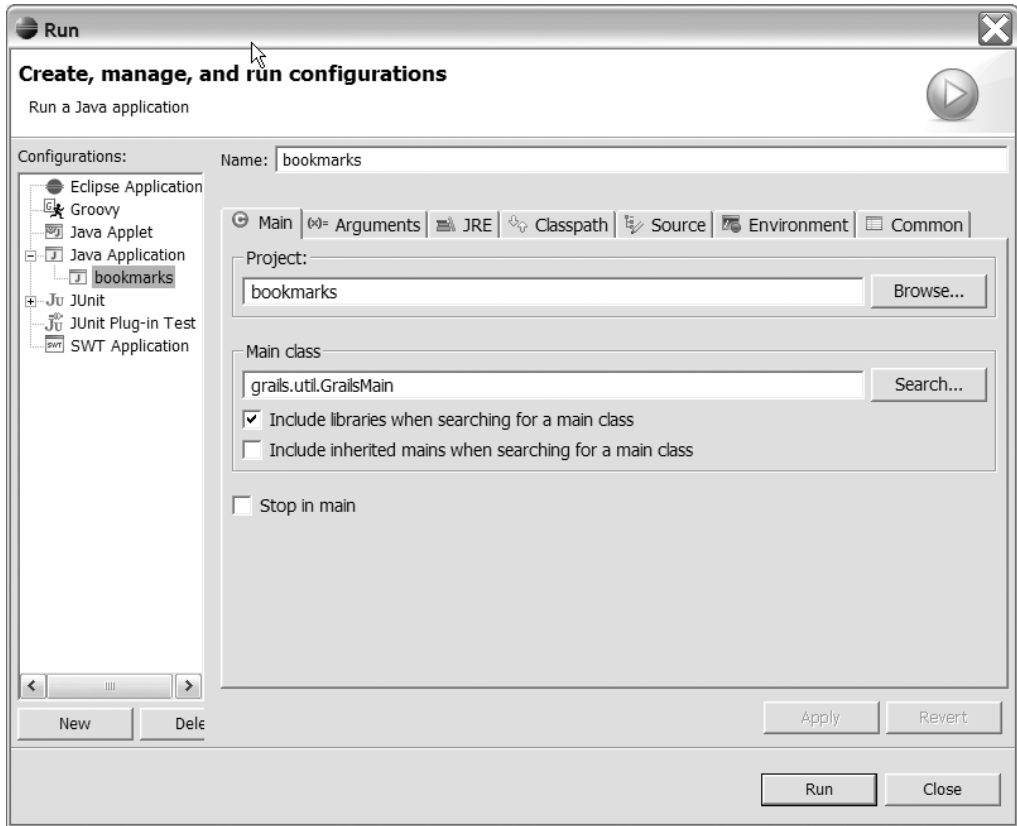 Run
Create, manage, and run configurations
Run a Java application
Configurations:
Eclipse Application
Groovy
Java Applet
Java Application
bookmarks
JUnit
JUnit Plug-in Test
SWT Application
New
Dele
Name: bookmarks
Main (x)= Arguments JRE Classpath Source Environment Common
Project:
bookmarks Browse...
Main class
grails.util.GrailsMain Search...
Include libraries when searching for a main class
Include inherited mains when searching for a main class
Stop in main
Apply Revert
Run Close